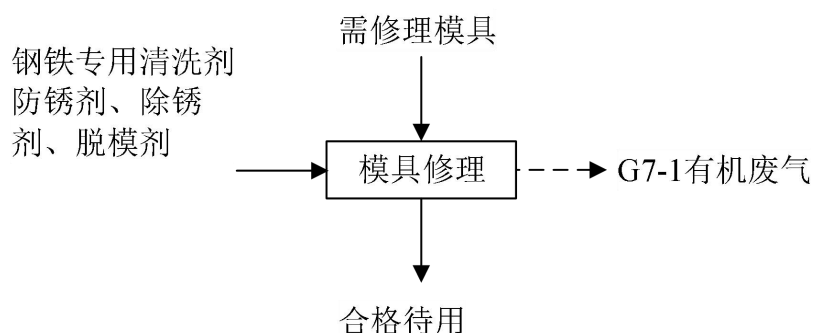 需修理模具
钢铁专用清洗剂
防锈剂、除锈
剂、脱模剂
模具修理
G7-1有机废气
合格待用